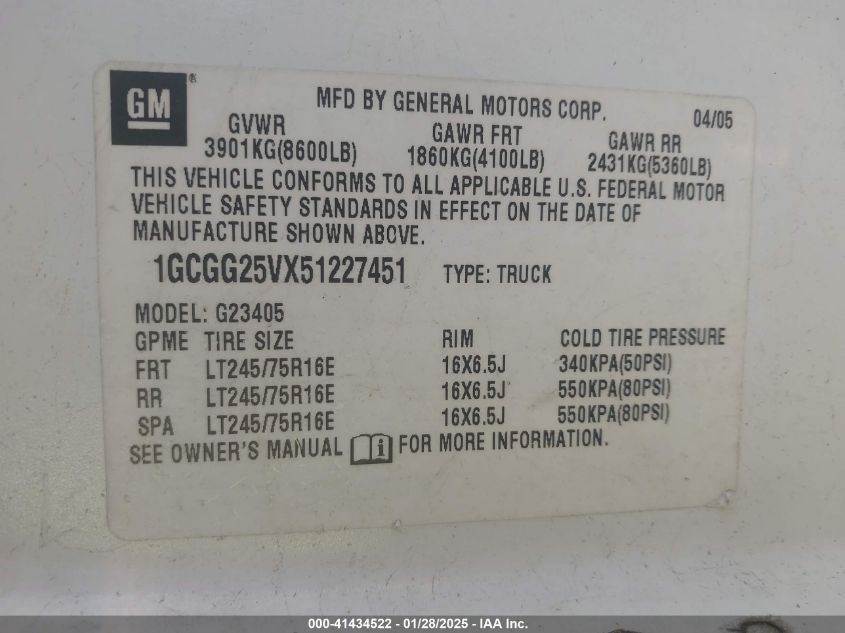 GM®
MFD BY GENERAL MOTORS CORP. 04/05
GVWR GAWR FRT GAWR RR
3901KG(8600LB) 1860KG(4100LB) 2431KG(5360LB)
THIS VEHICLE CONFORMS TO ALL APPLICABLE U.S. FEDERAL MOTOR
VEHICLE SAFETY STANDARDS IN EFFECT ON THE DATE OF
MANUFACTURE SHOWN ABOVE.
1GCGG25VX51227451 TYPE: TRUCK
MODEL: G23405
GPME TIRE SIZE RIM COLD TIRE PRESSURE
FRT LT245/75R16E 16X6.5J 340KPA(50PSI)
RR LT245/75R16E 16X6.5J 550KPA(80PSI)
SPA LT245/75R16E 16X6.5J 550KPA(80PSI)
SEE OWNER'S MANUAL i FOR MORE INFORMATION.
000-41434522 - 01/28/2025 - IAA Inc.